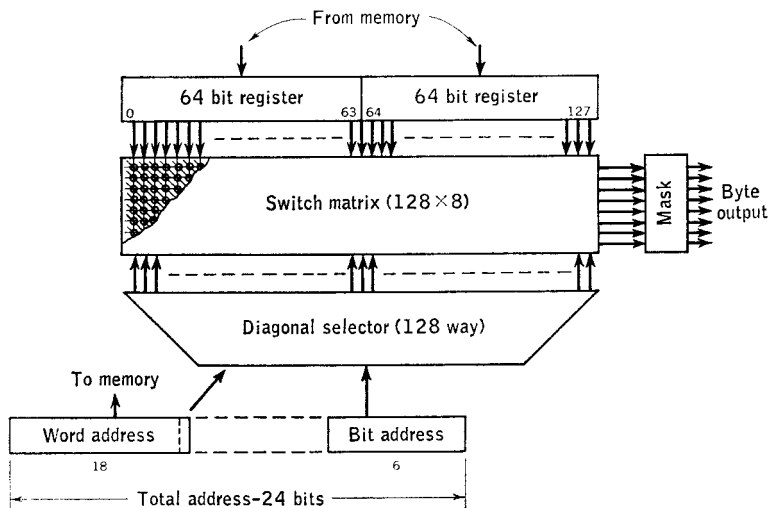 From memory
64 bit register
64 bit register
0
63
64
127
Switch matrix (128×8)
Mask
Byte
output
Diagonal selector (128 way)
To memory
Word address
Bit address
18
6
Total address-24 bits